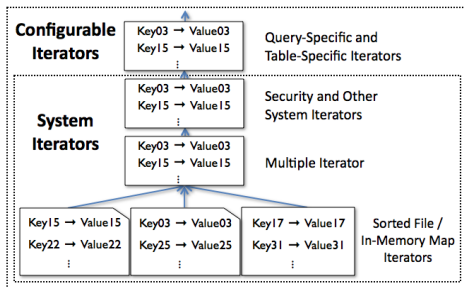 Configurable
Iterators
Key03 → Value03
Key15 → Value15
⋮
Query-Specific and
Table-Specific Iterators
System
Iterators
Key03 → Value03
Key15 → Value15
⋮
Security and Other
System Iterators
Key03 → Value03
Key15 → Value15
⋮
Multiple Iterator
Key15 → Value15
Key22 → Value22
⋮
Key03 → Value03
Key25 → Value25
⋮
Key17 → Value17
Key31 → Value31
⋮
Sorted File /
In-Memory Map
Iterators